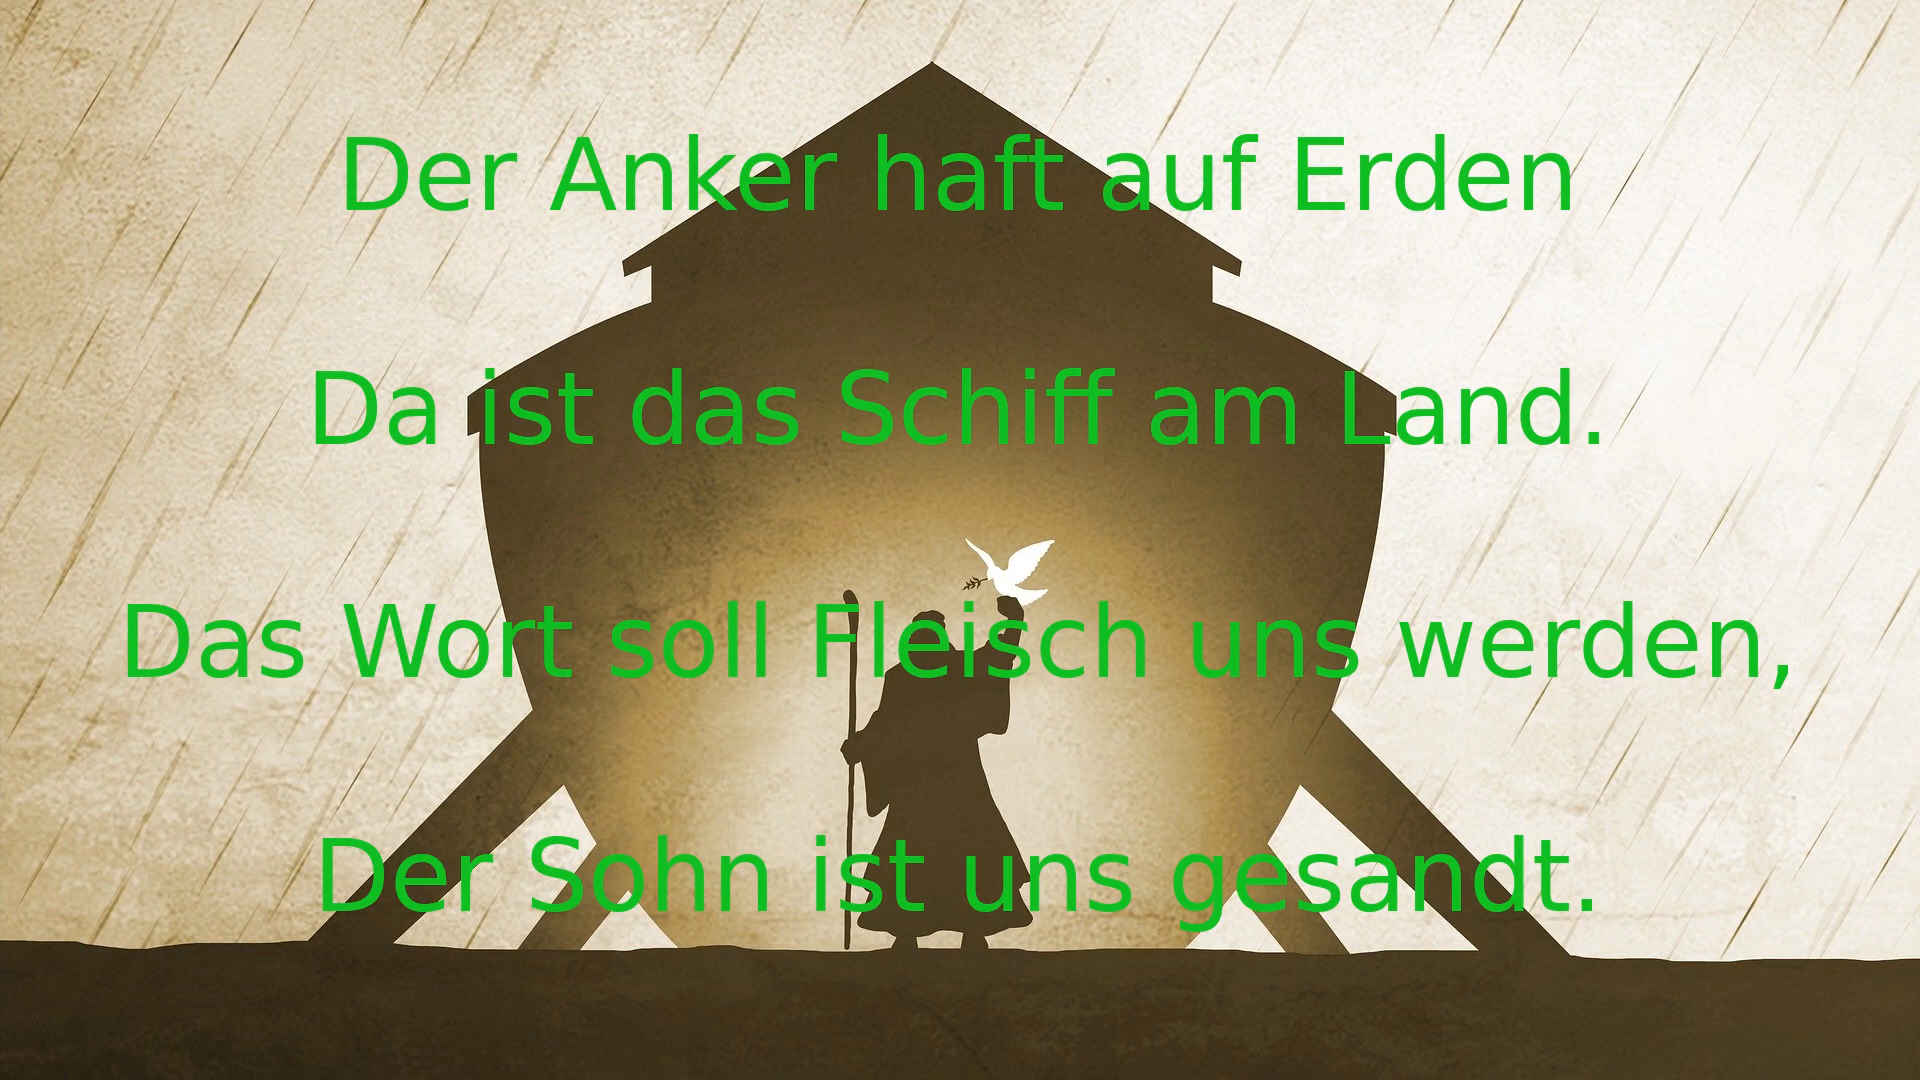 Der Anker haft auf Erden
Da ist das Schiff am Land.
Das Wort soll Fleisch uns werden,
Der Sohn ist uns gesandt.